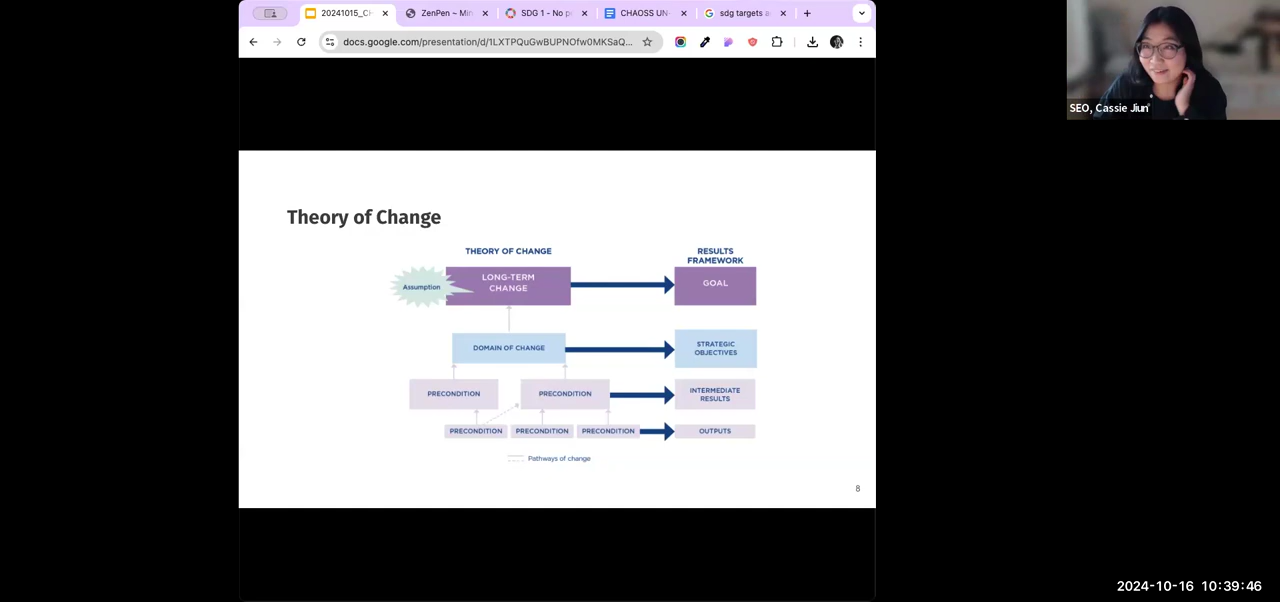 20241015_CH
ZenPen ~ Min
SDG 1 - No p
CHAOSS UN-
sdg targets a
docs.google.com/presentation/d/1LXTPQuGwBUPNOfw0MKSaQ...
SEO, Cassie Jiun
Theory of Change
THEORY OF CHANGE
RESULTS
FRAMEWORK
Assumption
LONG-TERM
CHANGE
GOAL
DOMAIN OF CHANGE
STRATEGIC
OBJECTIVES
PRECONDITION
PRECONDITION
INTERMEDIATE
RESULTS
PRECONDITION
PRECONDITION
PRECONDITION
OUTPUTS
Pathways of change
8
2024-10-16 10:39:46